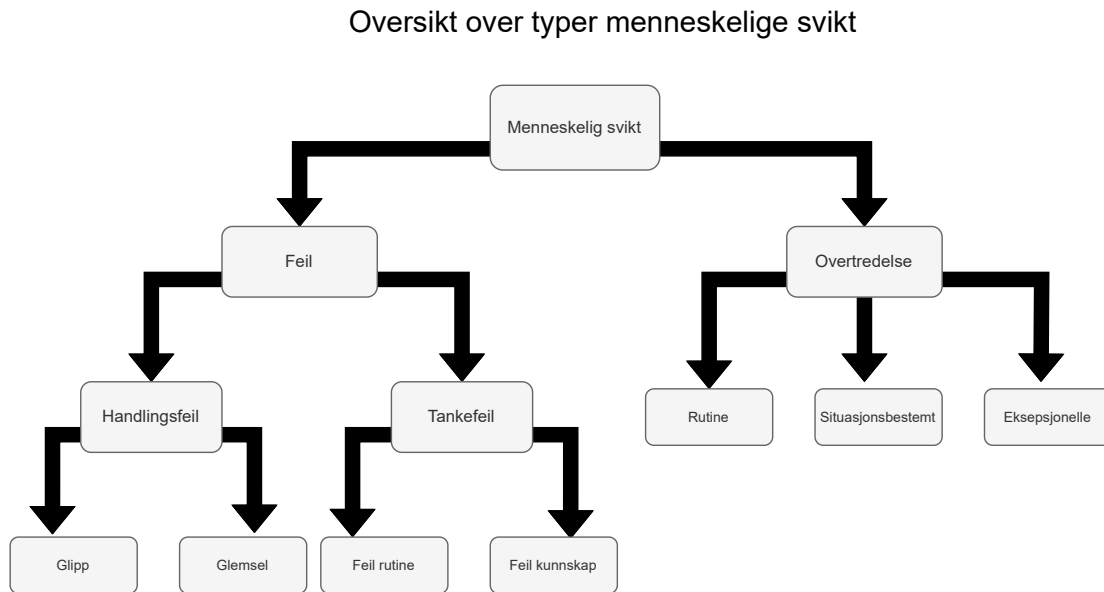 Oversikt over typer menneskelige svikt
Menneskelig svikt
Feil
Overtredelse
Handlingsfeil
Tankefeil
Rutine
Situasjonsbestemt
Eksepsjonelle
Glipp
Glemsel
Feil rutine
Feil kunnskap